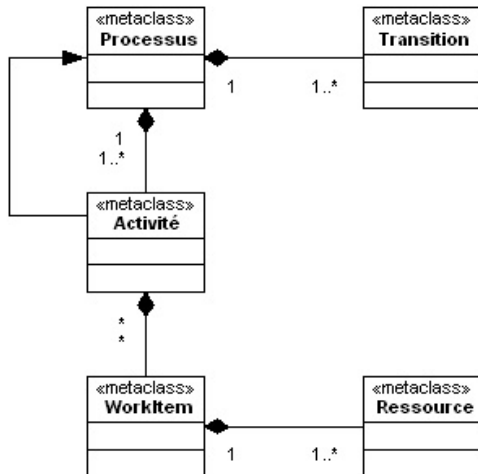 «metaclass»
Processus
«metaclass»
Transition
1
1..*
1
1..*
«metaclass»
Activité
*
*
«metaclass»
WorkItem
«metaclass»
Ressource
1
1..*